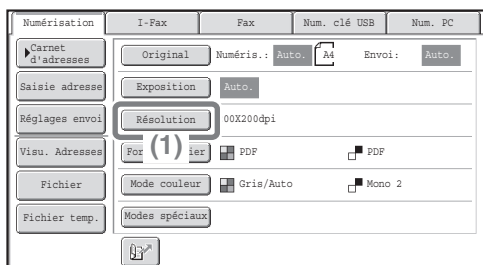 Numérisation I-Fax Fax Num. clé USB Num. PC
Carnet d'adresses
Original Numéris.: Auto. A4 Envoi: Auto.
Saisie adresse Exposition Auto.
Réglages envoi Résolution 00X200dpi
(1)
Visu. Adresses For er PDF PDF
Fichier Mode couleur Gris/Auto Mono 2
Fichier temp. Modes spéciaux